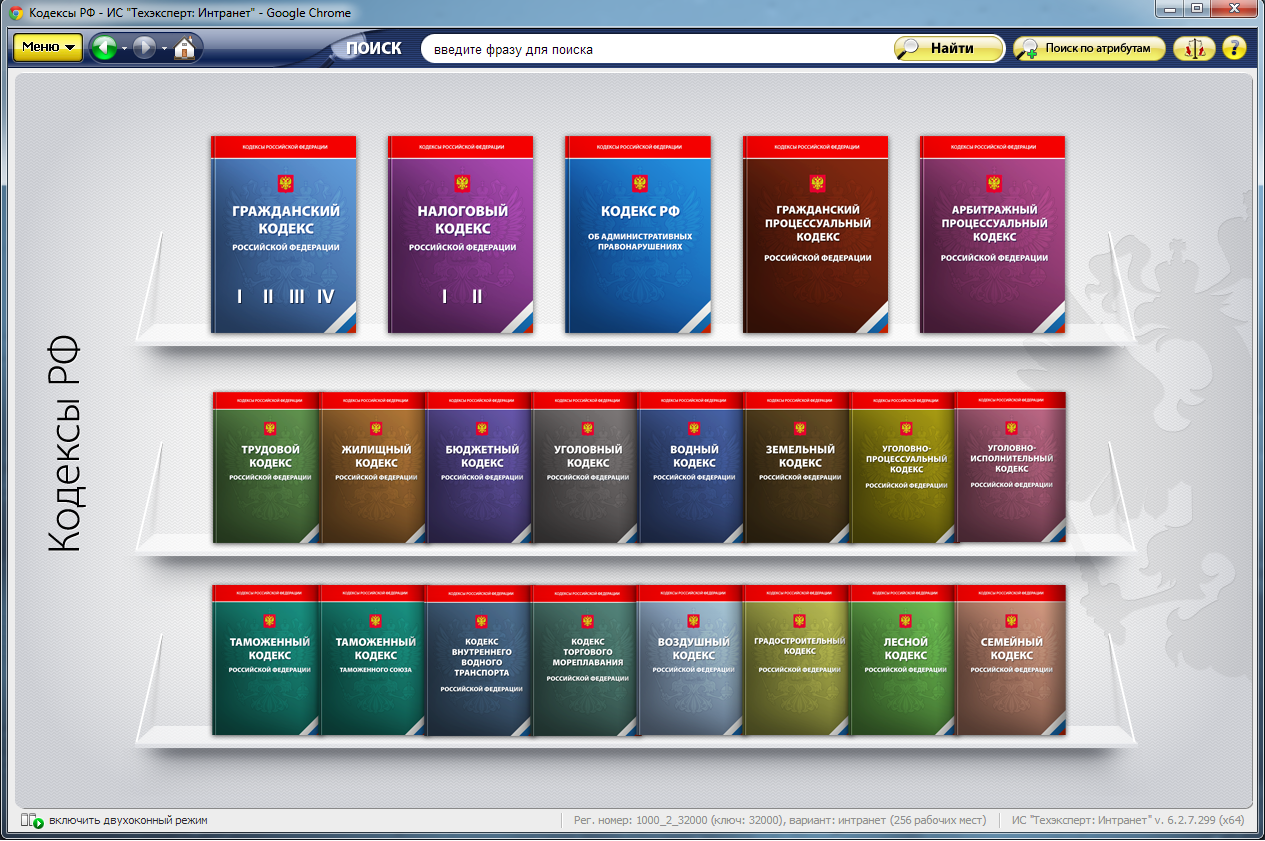 Кодексы РФ - ИС "Техэксперт: Интранет" - Google Chrome
Меню
ПОИСК
введите фразу для поиска
Найти
Поиск по атрибутам
?
Кодексы РФ
КОДЕКСЫ РОССИЙСКОЙ ФЕДЕРАЦИИ
ГРАЖДАНСКИЙ
КОДЕКС
РОССИЙСКОЙ ФЕДЕРАЦИИ
I II III IV
КОДЕКСЫ РОССИЙСКОЙ ФЕДЕРАЦИИ
НАЛОГОВЫЙ
КОДЕКС
РОССИЙСКОЙ ФЕДЕРАЦИИ
I II
КОДЕКСЫ РОССИЙСКОЙ ФЕДЕРАЦИИ
КОДЕКС РФ
ОБ АДМИНИСТРАТИВНЫХ
ПРАВОНАРУШЕНИЯХ
КОДЕКСЫ РОССИЙСКОЙ ФЕДЕРАЦИИ
ГРАЖДАНСКИЙ
ПРОЦЕССУАЛЬНЫЙ
КОДЕКС
РОССИЙСКОЙ ФЕДЕРАЦИИ
КОДЕКСЫ РОССИЙСКОЙ ФЕДЕРАЦИИ
АРБИТРАЖНЫЙ
ПРОЦЕССУАЛЬНЫЙ
КОДЕКС
РОССИЙСКОЙ ФЕДЕРАЦИИ
КОДЕКСЫ РОССИЙСКОЙ ФЕДЕРАЦИИ
ТРУДОВОЙ
КОДЕКС
РОССИЙСКОЙ ФЕДЕРАЦИИ
КОДЕКСЫ РОССИЙСКОЙ ФЕДЕРАЦИИ
ЖИЛИЩНЫЙ
КОДЕКС
РОССИЙСКОЙ ФЕДЕРАЦИИ
КОДЕКСЫ РОССИЙСКОЙ ФЕДЕРАЦИИ
БЮДЖЕТНЫЙ
КОДЕКС
РОССИЙСКОЙ ФЕДЕРАЦИИ
КОДЕКСЫ РОССИЙСКОЙ ФЕДЕРАЦИИ
УГОЛОВНЫЙ
КОДЕКС
РОССИЙСКОЙ ФЕДЕРАЦИИ
КОДЕКСЫ РОССИЙСКОЙ ФЕДЕРАЦИИ
ВОДНЫЙ
КОДЕКС
РОССИЙСКОЙ ФЕДЕРАЦИИ
КОДЕКСЫ РОССИЙСКОЙ ФЕДЕРАЦИИ
ЗЕМЕЛЬНЫЙ
КОДЕКС
РОССИЙСКОЙ ФЕДЕРАЦИИ
КОДЕКСЫ РОССИЙСКОЙ ФЕДЕРАЦИИ
УГОЛОВНО-
ПРОЦЕССУАЛЬНЫЙ
КОДЕКС
РОССИЙСКОЙ ФЕДЕРАЦИИ
КОДЕКСЫ РОССИЙСКОЙ ФЕДЕРАЦИИ
УГОЛОВНО-
ИСПОЛНИТЕЛЬНЫЙ
КОДЕКС
РОССИЙСКОЙ ФЕДЕРАЦИИ
КОДЕКСЫ РОССИЙСКОЙ ФЕДЕРАЦИИ
ТАМОЖЕННЫЙ
КОДЕКС
РОССИЙСКОЙ ФЕДЕРАЦИИ
КОДЕКСЫ РОССИЙСКОЙ ФЕДЕРАЦИИ
ТАМОЖЕННЫЙ
КОДЕКС
ТАМОЖЕННОГО СОЮЗА
КОДЕКСЫ РОССИЙСКОЙ ФЕДЕРАЦИИ
КОДЕКС
ВНУТРЕННЕГО
ВОДНОГО
ТРАНСПОРТА
РОССИЙСКОЙ ФЕДЕРАЦИИ
КОДЕКСЫ РОССИЙСКОЙ ФЕДЕРАЦИИ
КОДЕКС
ТОРГОВОГО
МОРЕПЛАВАНИЯ
РОССИЙСКОЙ ФЕДЕРАЦИИ
КОДЕКСЫ РОССИЙСКОЙ ФЕДЕРАЦИИ
ВОЗДУШНЫЙ
КОДЕКС
РОССИЙСКОЙ ФЕДЕРАЦИИ
КОДЕКСЫ РОССИЙСКОЙ ФЕДЕРАЦИИ
ГРАДОСТРОИТЕЛЬНЫЙ
КОДЕКС
РОССИЙСКОЙ ФЕДЕРАЦИИ
КОДЕКСЫ РОССИЙСКОЙ ФЕДЕРАЦИИ
ЛЕСНОЙ
КОДЕКС
РОССИЙСКОЙ ФЕДЕРАЦИИ
КОДЕКСЫ РОССИЙСКОЙ ФЕДЕРАЦИИ
СЕМЕЙНЫЙ
КОДЕКС
РОССИЙСКОЙ ФЕДЕРАЦИИ
включить двухоконный режим
Рег. номер: 1000_2_32000 (ключ: 32000), вариант: интранет (256 рабочих мест)
ИС "Техэксперт: Интранет" v. 6.2.7.299 (x64)